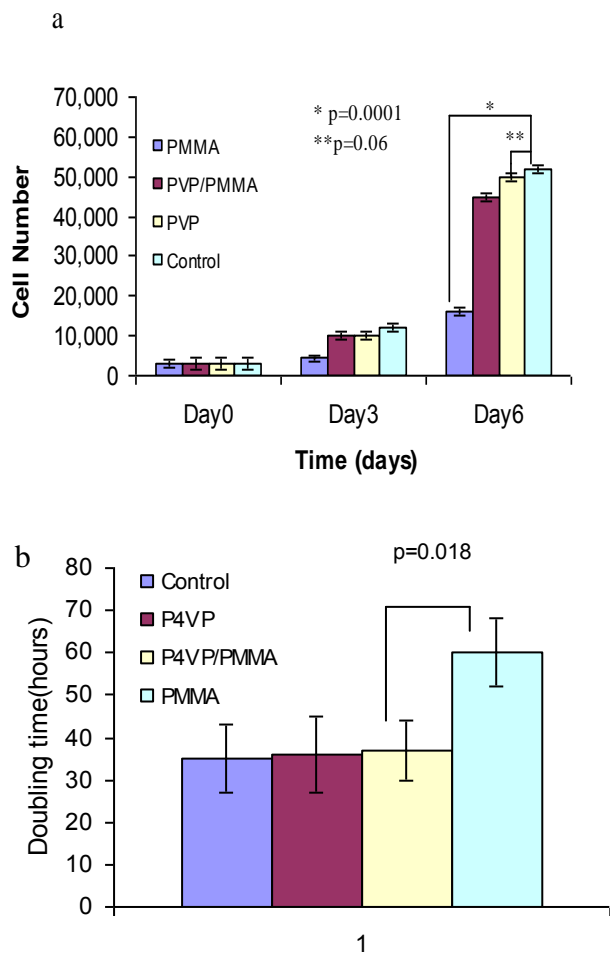 a
70,000
60,000
50,000
40,000
30,000
20,000
10,000
0
Cell Number
PMMA
PVP/PMMA
PVP
Control
* p=0.0001
**p=0.06
*
**
Day0 Day3 Day6
Time (days)
b
80
70
60
50
40
30
20
10
0
Doubling time(hours)
Control
P4VP
P4VP/PMMA
PMMA
p=0.018
1